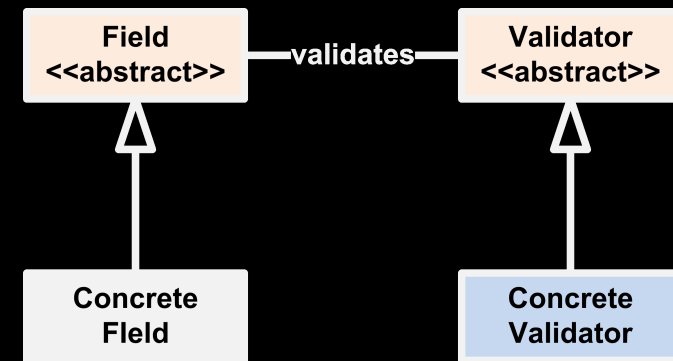 Field
<<abstract>>
validates
Validator
<<abstract>>
Concrete
FIeld
Concrete
Validator